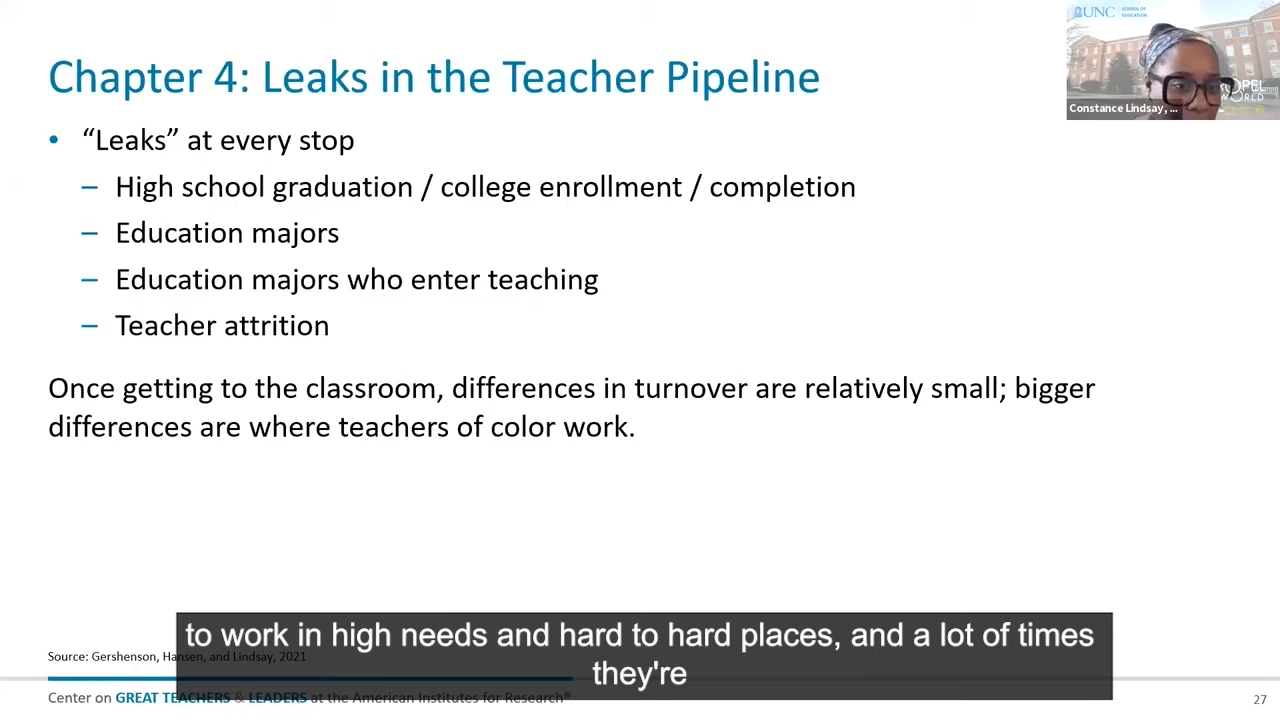 Chapter 4: Leaks in the Teacher Pipeline
UNC SCHOOL OF EDUCATION
Constance Lindsay, ...
• “Leaks” at every stop
– High school graduation / college enrollment / completion
– Education majors
– Education majors who enter teaching
– Teacher attrition
Once getting to the classroom, differences in turnover are relatively small; bigger
differences are where teachers of color work.
to work in high needs and hard to hard places, and a lot of times
they're
Source: Gershenson, Hansen, and Lindsay, 2021
Center on GREAT TEACHERS & LEADERS at the American Institutes for Research®
27